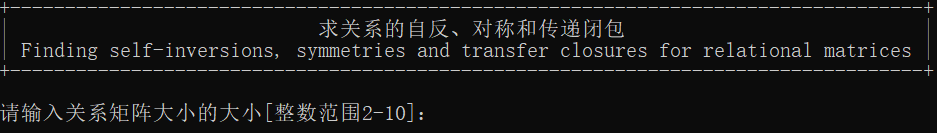 求关系的自反、对称和传递闭包
Finding self-inversions, symmetries and transfer closures for relational matrices
请输入关系矩阵大小的大小[整数范围2-10]：